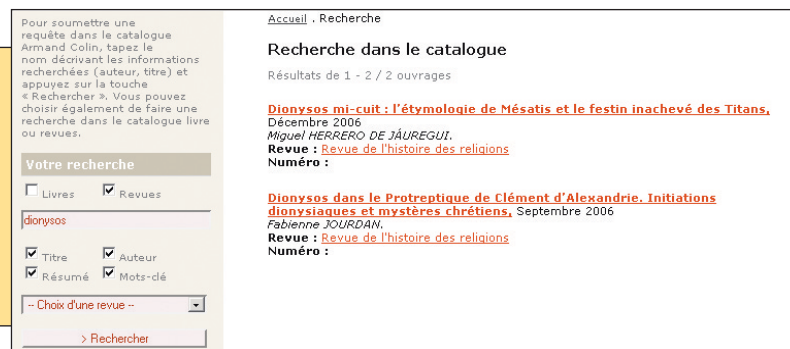 Pour soumettre une
requête dans le catalogue
Armand Colin, tapez le
nom décrivant les informations
recherchées (auteur, titre) et
appuyez sur la touche
« Rechercher ». Vous pouvez
choisir également de faire une
recherche dans le catalogue livre
ou revues.
Votre recherche
Livres Revues
dionysos
Titre Auteur
Résumé Mots-clé
-- Choix d'une revue --
> Rechercher
Accueil . Recherche
Recherche dans le catalogue
Résultats de 1 - 2 / 2 ouvrages
Dionysos mi-cuit : l'étymologie de Mésatis et le festin inachevé des Titans,
Décembre 2006
Miguel HERRERO DE JÁUREGUI.
Revue : Revue de l'histoire des religions
Numéro :
Dionysos dans le Protreptique de Clément d'Alexandrie. Initiations
dionysiaques et mystères chrétiens, Septembre 2006
Fabienne JOURDAN.
Revue : Revue de l'histoire des religions
Numéro :